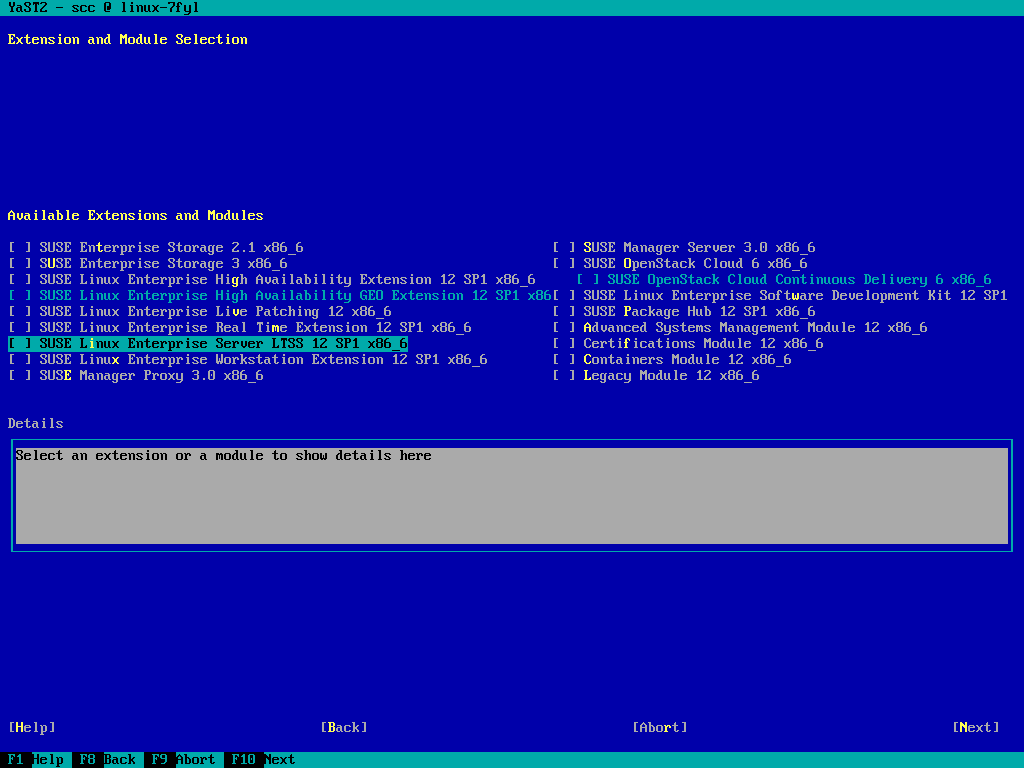 YaST2 - scc @ linux-7fyl
Extension and Module Selection
Available Extensions and Modules
[ ] SUSE Enterprise Storage 2.1 x86_6
[ ] SUSE Enterprise Storage 3 x86_6
[ ] SUSE Linux Enterprise High Availability Extension 12 SP1 x86_6
[ ] SUSE Linux Enterprise High Availability GEO Extension 12 SP1 x86
[ ] SUSE Linux Enterprise Live Patching 12 x86_6
[ ] SUSE Linux Enterprise Real Time Extension 12 SP1 x86_6
[ ] SUSE Linux Enterprise Server LTSS 12 SP1 x86_6
[ ] SUSE Linux Enterprise Workstation Extension 12 SP1 x86_6
[ ] SUSE Manager Proxy 3.0 x86_6
[ ] SUSE Manager Server 3.0 x86_6
[ ] SUSE OpenStack Cloud 6 x86_6
[ ] SUSE OpenStack Cloud Continuous Delivery 6 x86_6
[ ] SUSE Linux Enterprise Software Development Kit 12 SP1
[ ] SUSE Package Hub 12 SP1 x86_6
[ ] Advanced Systems Management Module 12 x86_6
[ ] Certifications Module 12 x86_6
[ ] Containers Module 12 x86_6
[ ] Legacy Module 12 x86_6
Details
Select an extension or a module to show details here
[Help] [Back] [Abort] [Next]
F1 Help F8 Back F9 Abort F10 Next